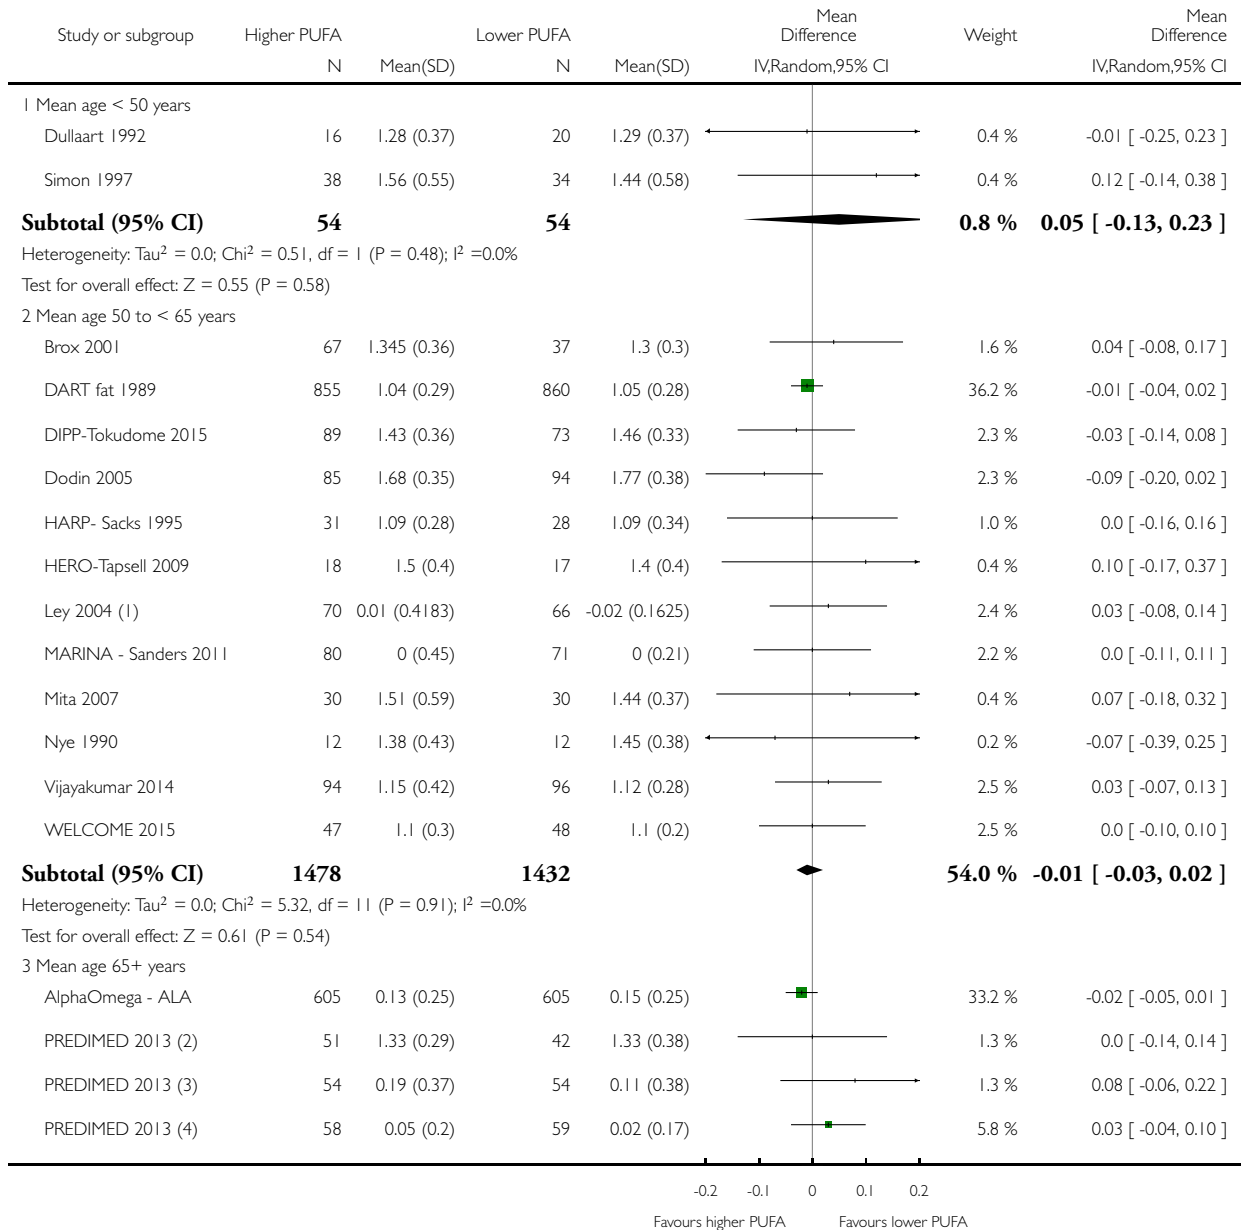 Study or subgroup Higher PUFA Lower PUFA Mean Difference Weight Mean Difference
N Mean(SD) N Mean(SD) IV,Random,95% CI IV,Random,95% CI
1 Mean age < 50 years
Dullaart 1992 16 1.28 (0.37) 20 1.29 (0.37) 0.4 % -0.01 [ -0.25, 0.23 ]
Simon 1997 38 1.56 (0.55) 34 1.44 (0.58) 0.4 % 0.12 [ -0.14, 0.38 ]
Subtotal (95% CI) 54 54 0.8 % 0.05 [ -0.13, 0.23 ]
Heterogeneity: Tau² = 0.0; Chi² = 0.51, df = 1 (P = 0.48); I² =0.0%
Test for overall effect: Z = 0.55 (P = 0.58)
2 Mean age 50 to < 65 years
Brox 2001 67 1.345 (0.36) 37 1.3 (0.3) 1.6 % 0.04 [ -0.08, 0.17 ]
DART fat 1989 855 1.04 (0.29) 860 1.05 (0.28) 36.2 % -0.01 [ -0.04, 0.02 ]
DIPP-Tokudome 2015 89 1.43 (0.36) 73 1.46 (0.33) 2.3 % -0.03 [ -0.14, 0.08 ]
Dodin 2005 85 1.68 (0.35) 94 1.77 (0.38) 2.3 % -0.09 [ -0.20, 0.02 ]
HARP- Sacks 1995 31 1.09 (0.28) 28 1.09 (0.34) 1.0 % 0.0 [ -0.16, 0.16 ]
HERO-Tapsell 2009 18 1.5 (0.4) 17 1.4 (0.4) 0.4 % 0.10 [ -0.17, 0.37 ]
Ley 2004 (1) 70 0.01 (0.4183) 66 -0.02 (0.1625) 2.4 % 0.03 [ -0.08, 0.14 ]
MARINA - Sanders 2011 80 0 (0.45) 71 0 (0.21) 2.2 % 0.0 [ -0.11, 0.11 ]
Mita 2007 30 1.51 (0.59) 30 1.44 (0.37) 0.4 % 0.07 [ -0.18, 0.32 ]
Nye 1990 12 1.38 (0.43) 12 1.45 (0.38) 0.2 % -0.07 [ -0.39, 0.25 ]
Vijayakumar 2014 94 1.15 (0.42) 96 1.12 (0.28) 2.5 % 0.03 [ -0.07, 0.13 ]
WELCOME 2015 47 1.1 (0.3) 48 1.1 (0.2) 2.5 % 0.0 [ -0.10, 0.10 ]
Subtotal (95% CI) 1478 1432 54.0 % -0.01 [ -0.03, 0.02 ]
Heterogeneity: Tau² = 0.0; Chi² = 5.32, df = 11 (P = 0.91); I² =0.0%
Test for overall effect: Z = 0.61 (P = 0.54)
3 Mean age 65+ years
AlphaOmega - ALA 605 0.13 (0.25) 605 0.15 (0.25) 33.2 % -0.02 [ -0.05, 0.01 ]
PREDIMED 2013 (2) 51 1.33 (0.29) 42 1.33 (0.38) 1.3 % 0.0 [ -0.14, 0.14 ]
PREDIMED 2013 (3) 54 0.19 (0.37) 54 0.11 (0.38) 1.3 % 0.08 [ -0.06, 0.22 ]
PREDIMED 2013 (4) 58 0.05 (0.2) 59 0.02 (0.17) 5.8 % 0.03 [ -0.04, 0.10 ]
-0.2 -0.1 0 0.1 0.2
Favours higher PUFA Favours lower PUFA